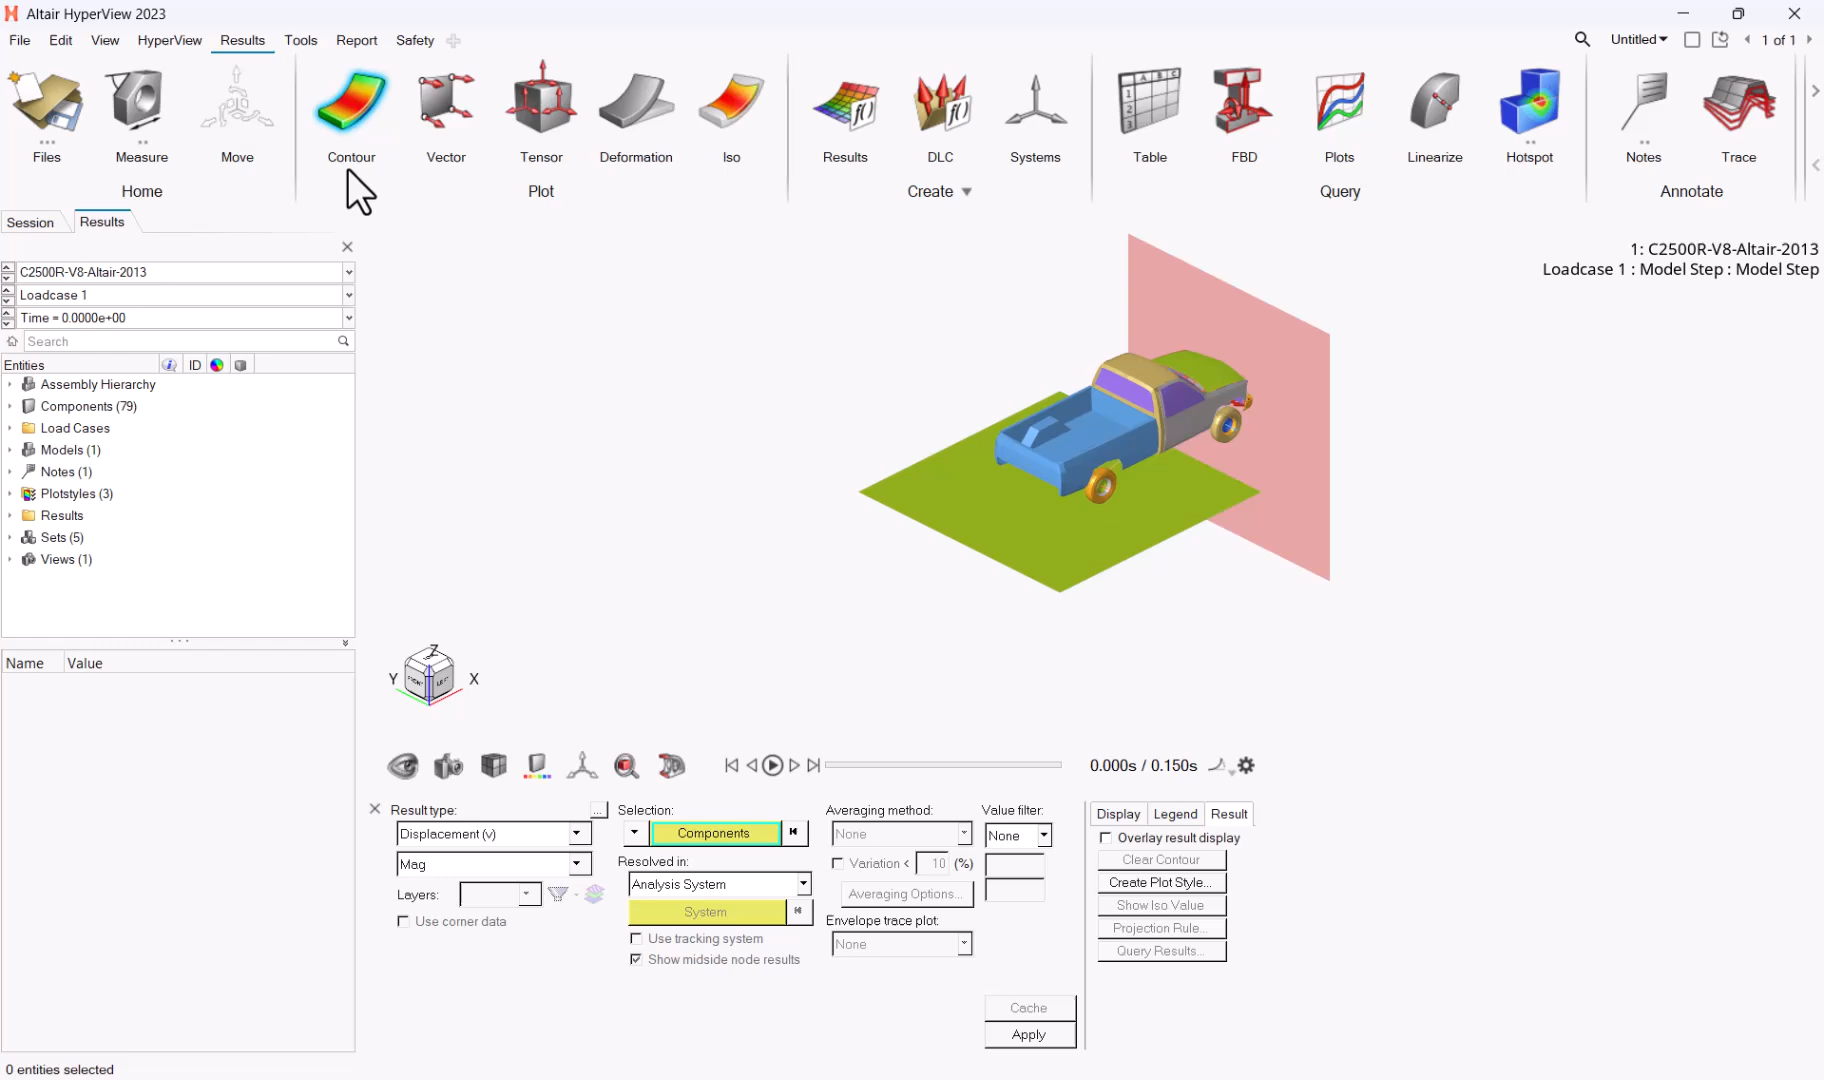 Altair HyperView 2023
File Edit View HyperView Results Tools Report Safety
Untitled 1 of 1
Files Measure Move Contour Vector Tensor Deformation Iso Results DLC Systems Table FBD Plots Linearize Hotspot Notes Trace
Home Plot Create Query Annotate
Session Results
C2500R-V8-Altair-2013
Loadcase 1
Time = 0.0000e+00
Search
Entities ID
Assembly Hierarchy
Components (79)
Load Cases
Models (1)
Notes (1)
Plotstyles (3)
Results
Sets (5)
Views (1)
Name Value
0 entities selected
1: C2500R-V8-Altair-2013
Loadcase 1 : Model Step : Model Step
Z
Y X
FRONT LEFT
0.000s / 0.150s
Result type: ...
Displacement (v)
Mag
Layers:
Use corner data
Selection:
Components
Resolved in:
Analysis System
System
Use tracking system
Show midside node results
Averaging method:
None
Variation < 10 (%)
Averaging Options...
Envelope trace plot:
None
Value filter:
None
Cache
Apply
Display Legend Result
Overlay result display
Clear Contour
Create Plot Style...
Show Iso Value
Projection Rule...
Query Results...